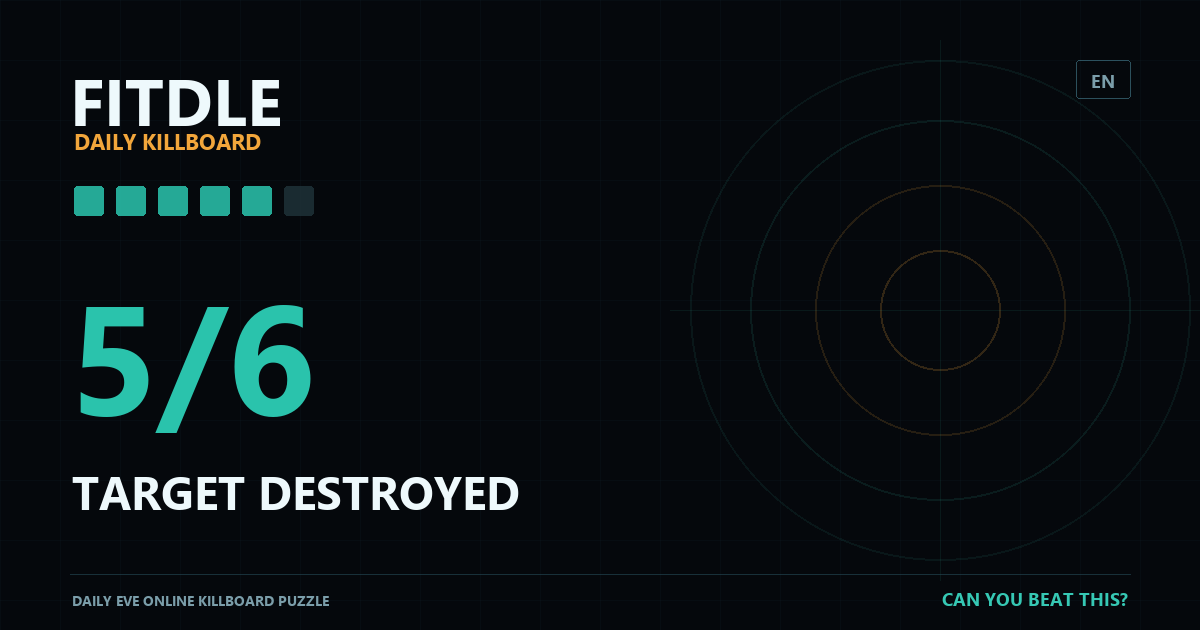 FITDLE
EN
DAILY KILLBOARD
5/6
TARGET DESTROYED
DAILY EVE ONLINE KILLBOARD PUZZLE
CAN YOU BEAT THIS?